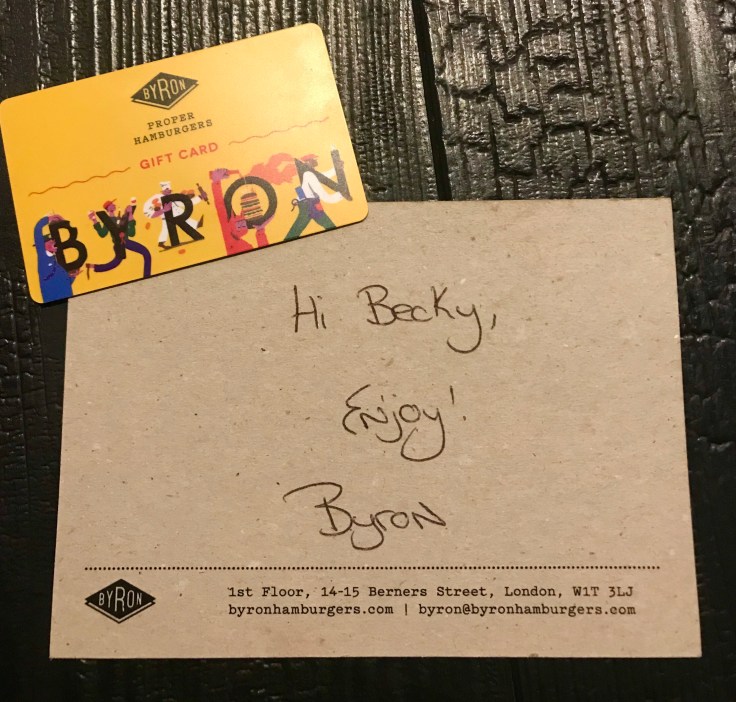 BYRON
PROPER
HAMBURGERS
GIFT CARD
BYRON
Hi Becky,
Enjoy!
Byron
BYRON
1st Floor, 14-15 Berners Street, London, W1T 3LJ
byronhamburgers.com | byron@byronhamburgers.com